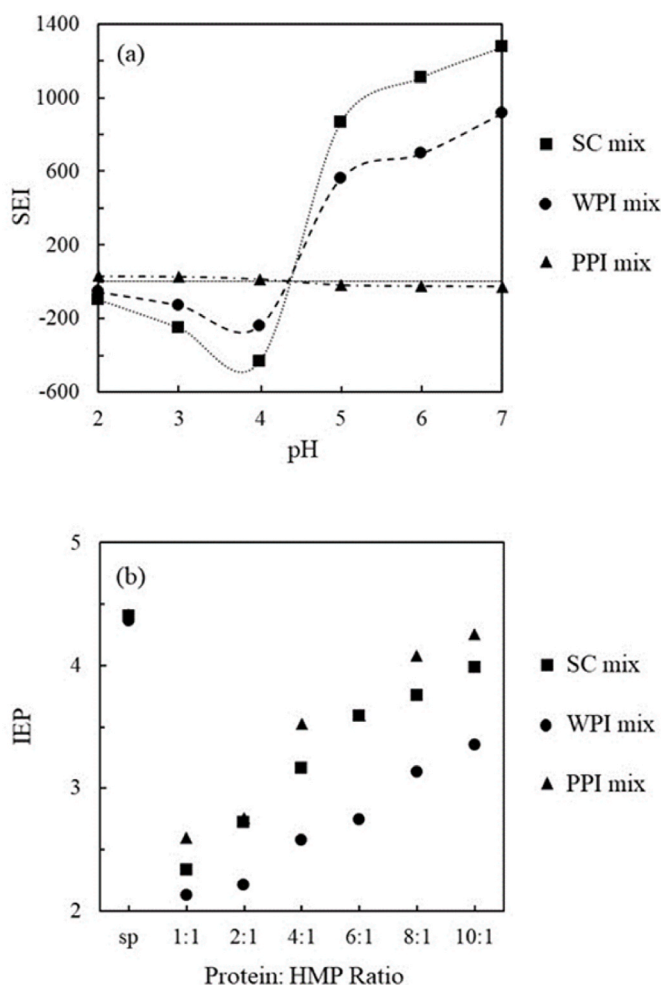 (a)
1400
1000
600
200
-200
-600
SEI
2 3 4 5 6 7
pH
SC mix
WPI mix
PPI mix
(b)
5
4
3
2
IEP
sp 1:1 2:1 4:1 6:1 8:1 10:1
Protein: HMP Ratio
SC mix
WPI mix
PPI mix